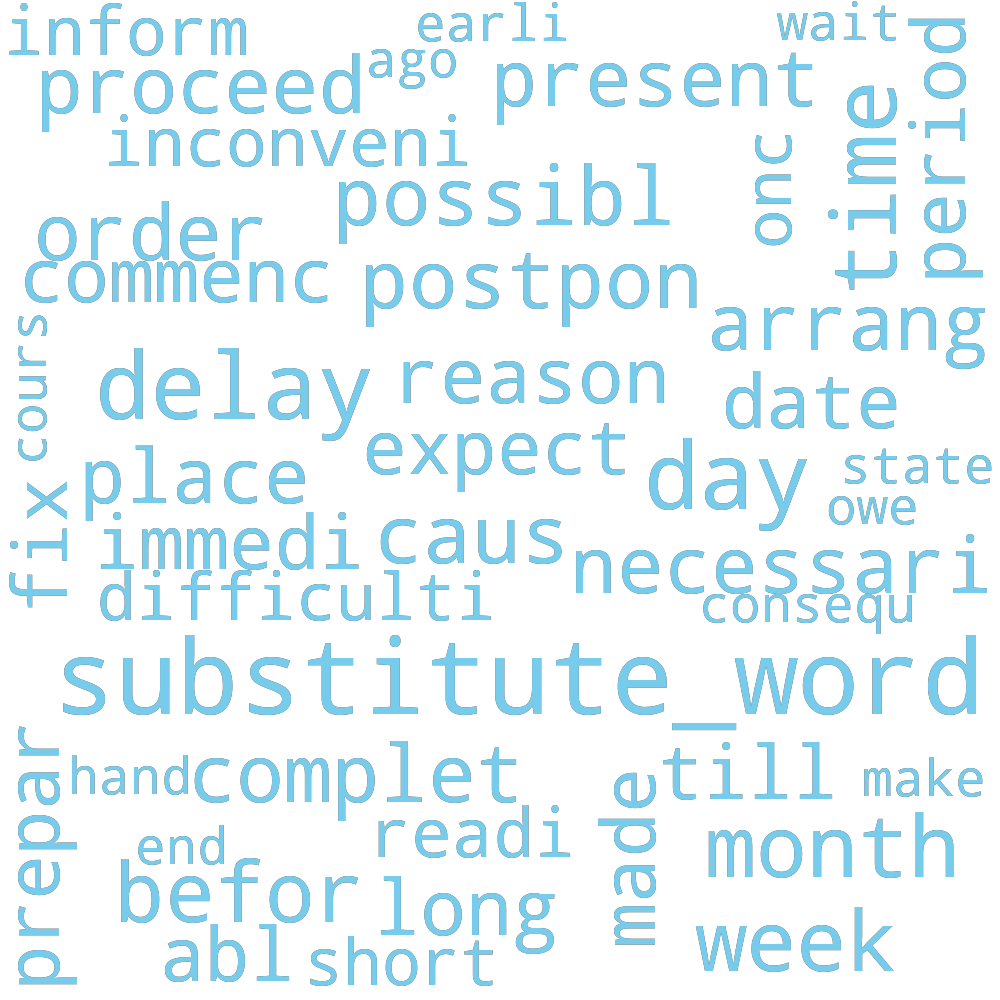 inform
earli
wait
proceed
ago
present
period
inconveni
time
onc
possibl
order
commenc
postpon
arrang
cours
delay
reason
date
expect
place
day
state
fix
owe
immedi
caus
necessari
difficulti
consequ
substitute_word
prepar
hand
complet
till
make
made
readi
month
end
befor
long
week
abl
short